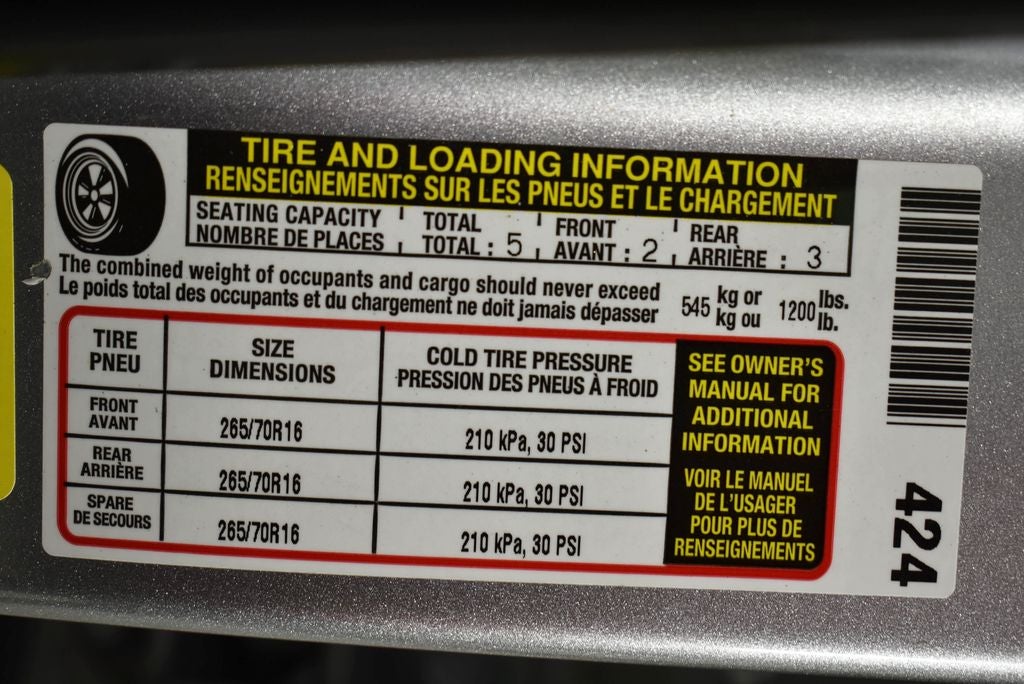 TIRE AND LOADING INFORMATION
RENSEIGNEMENTS SUR LES PNEUS ET LE CHARGEMENT
SEATING CAPACITY TOTAL FRONT REAR
NOMBRE DE PLACES TOTAL : 5 AVANT : 2 ARRIÈRE : 3
The combined weight of occupants and cargo should never exceed 545 kg or 1200 lbs.
Le poids total des occupants et du chargement ne doit jamais dépasser kg ou lb.
TIRE
PNEU
SIZE
DIMENSIONS
COLD TIRE PRESSURE
PRESSION DES PNEUS À FROID
FRONT
AVANT
265/70R16
210 kPa, 30 PSI
REAR
ARRIÈRE
265/70R16
210 kPa, 30 PSI
SPARE
DE SECOURS
265/70R16
210 kPa, 30 PSI
SEE OWNER'S
MANUAL FOR
ADDITIONAL
INFORMATION
VOIR LE MANUEL
DE L'USAGER
POUR PLUS DE
RENSEIGNEMENTS
424